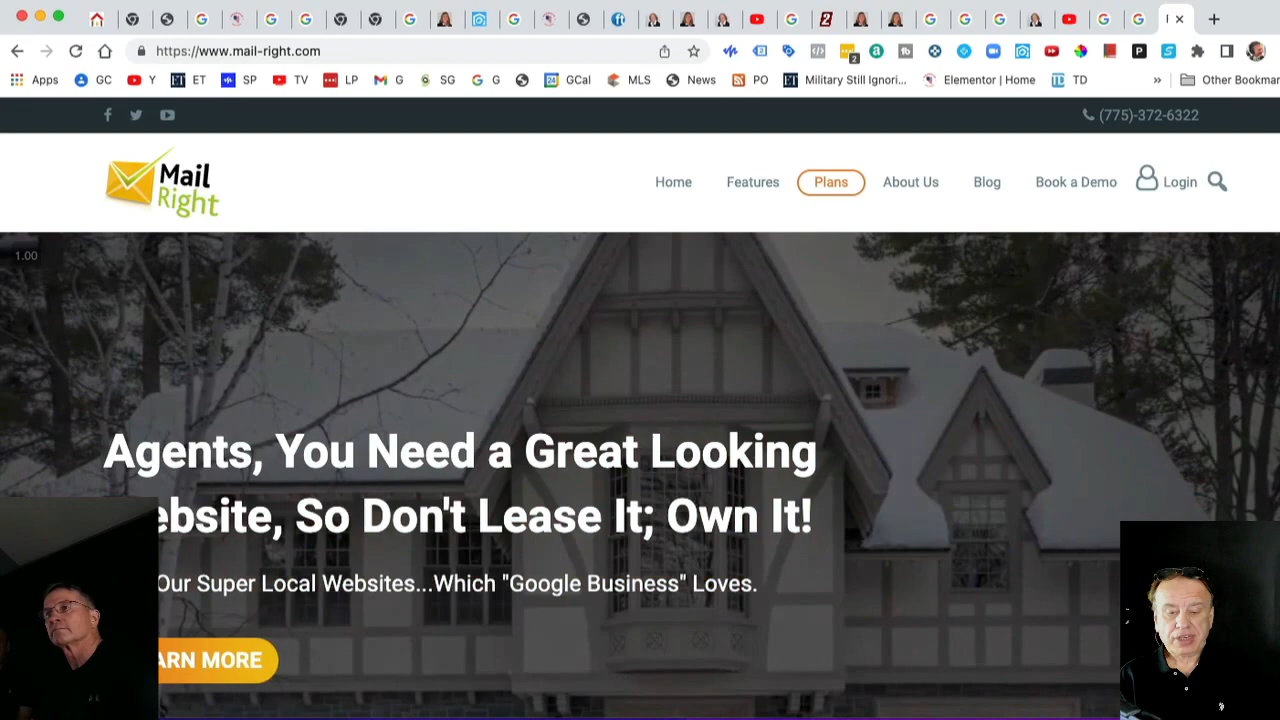 https://www.mail-right.com
2
Apps GC Y ET SP TV LP G SG G GCal MLS News PO Military Still Ignori... Elementor | Home TD » Other Bookmar
(775)-372-6322
Mail
Right
Home Features Plans About Us Blog Book a Demo Login
1.00
Agents, You Need a Great Looking
ebsite, So Don't Lease It; Own It!
Our Super Local Websites...Which "Google Business" Loves.
ARN MORE